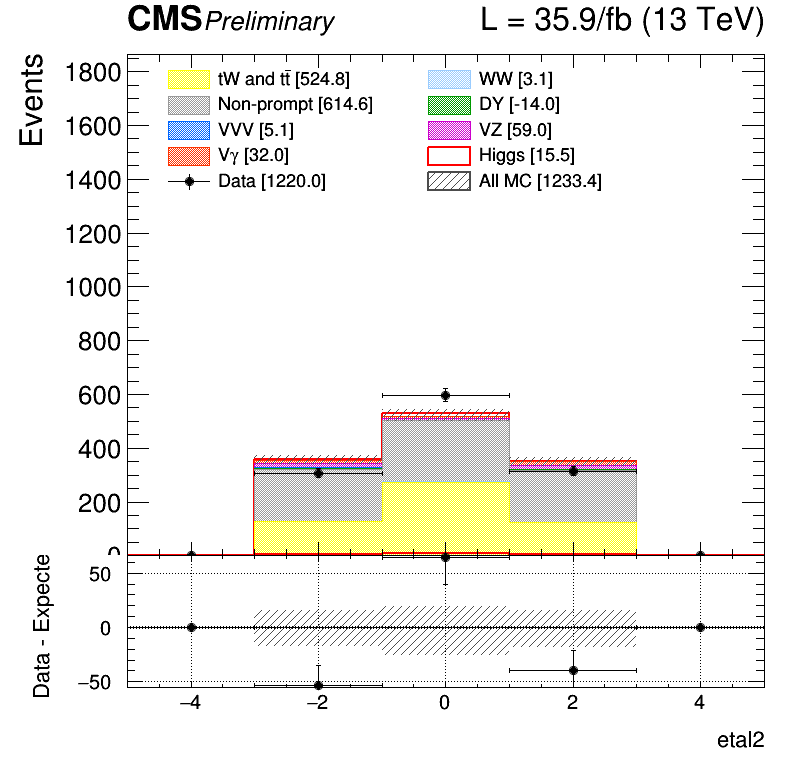 CMS Preliminary L = 35.9/fb (13 TeV)
Events
1800
1600
1400
1200
1000
800
600
400
200
0
tW and tt̄ [524.8]
Non-prompt [614.6]
VVV [5.1]
Vγ [32.0]
Data [1220.0]
WW [3.1]
DY [-14.0]
VZ [59.0]
Higgs [15.5]
All MC [1233.4]
Data - Expecte
50
0
−50
−4 −2 0 2 4
etal2